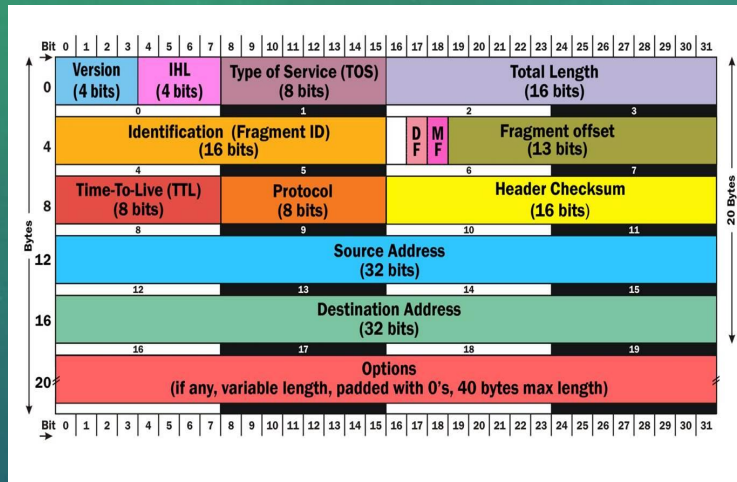 Bit 0 1 2 3 4 5 6 7 8 9 10 11 12 13 14 15 16 17 18 19 20 21 22 23 24 25 26 27 28 29 30 31
0 Version IHL Type of Service (TOS) Total Length
(4 bits) (4 bits) (8 bits) (16 bits)
0 1 2 3
4 Identification (Fragment ID) D M Fragment offset
(16 bits) F F (13 bits)
4 5 6 7
8 Time-To-Live (TTL) Protocol Header Checksum
(8 bits) (8 bits) (16 bits)
8 9 10 11
12 Source Address
(32 bits)
12 13 14 15
16 Destination Address
(32 bits)
16 17 18 19
20 Options
(if any, variable length, padded with 0's, 40 bytes max length)
Bit 0 1 2 3 4 5 6 7 8 9 10 11 12 13 14 15 16 17 18 19 20 21 22 23 24 25 26 27 28 29 30 31
Bytes
20 Bytes